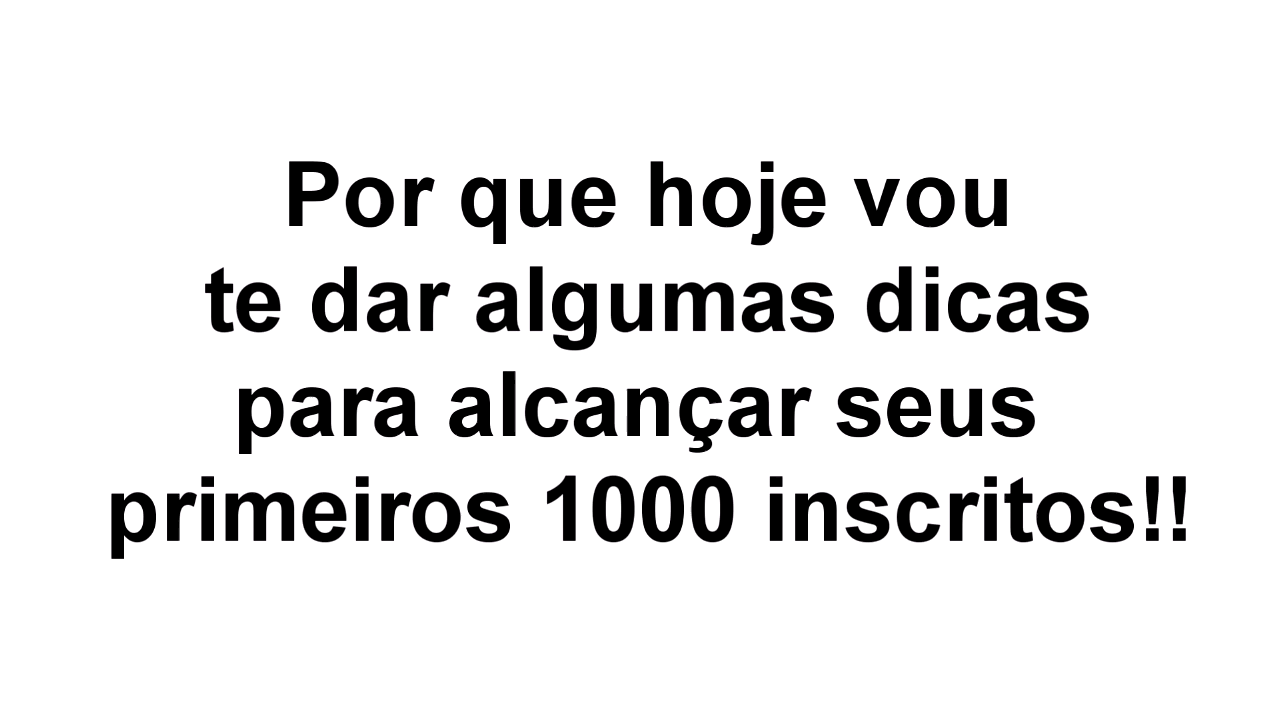 Por que hoje vou
te dar algumas dicas
para alcançar seus
primeiros 1000 inscritos!!